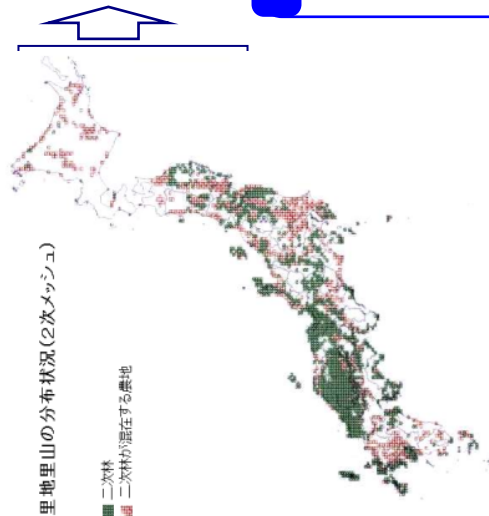 里地里山の分布状況(2次メッシュ)
二次林
二次林が混在する農地